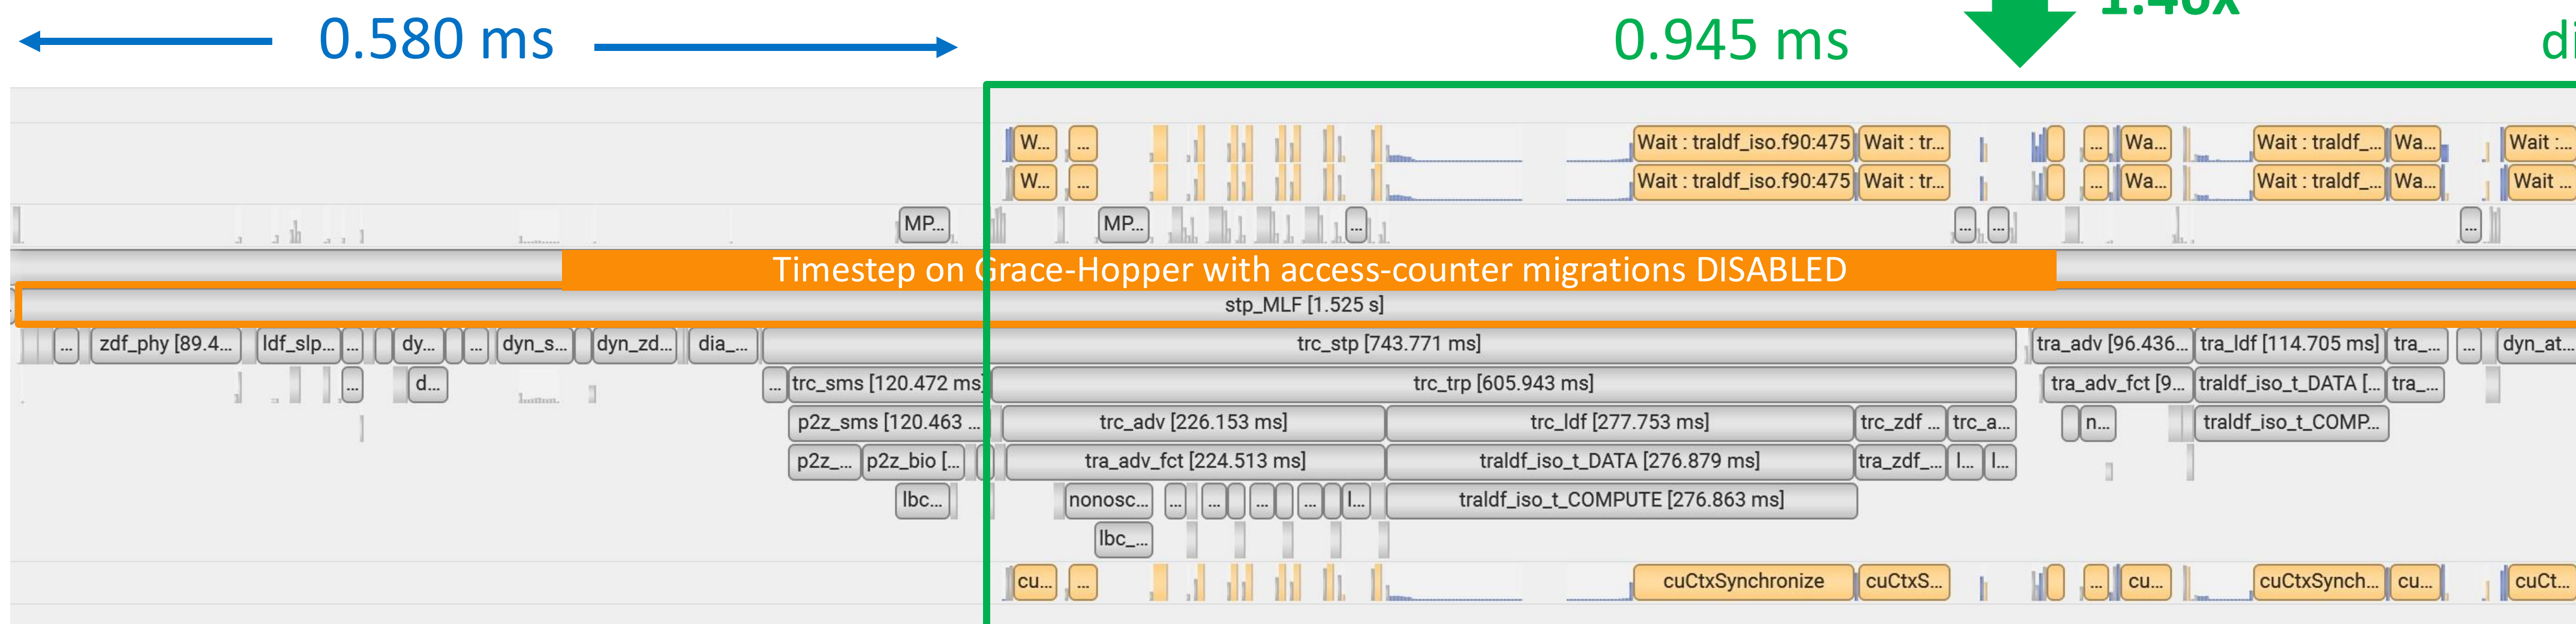 0.580 ms
0.945 ms
W...
...
Wait : traldf_iso.f90:475
Wait : tr...
...
Wa...
Wait : traldf_...
Wa...
Wait :...
W...
...
Wait : traldf_iso.f90:475
Wait : tr...
...
Wa...
Wait : traldf_...
Wa...
Wait ...
MP...
MP...
...
...
...
...
Timestep on Grace-Hopper with access-counter migrations DISABLED
stp_MLF [1.525 s]
...
zdf_phy [89.4...
ldf_slp...
...
dy...
...
dyn_s...
dyn_zd...
dia_...
trc_stp [743.771 ms]
tra_adv [96.436...
tra_ldf [114.705 ms]
tra_...
...
dyn_at...
...
d...
...
trc_sms [120.472 ms]
trc_trp [605.943 ms]
tra_adv_fct [9...
traldf_iso_t_DATA [...
tra_...
p2z_sms [120.463 ...
trc_adv [226.153 ms]
trc_ldf [277.753 ms]
trc_zdf ...
trc_a...
n...
traldf_iso_t_COMP...
p2z_...
p2z_bio [...
tra_adv_fct [224.513 ms]
traldf_iso_t_DATA [276.879 ms]
tra_zdf_...
l...
l...
lbc...
nonosc...
...
...
...
...
l...
traldf_iso_t_COMPUTE [276.863 ms]
lbc_...
cu...
...
cuCtxSynchronize
cuCtxS...
...
cu...
cuCtxSynch...
cu...
cuCt...